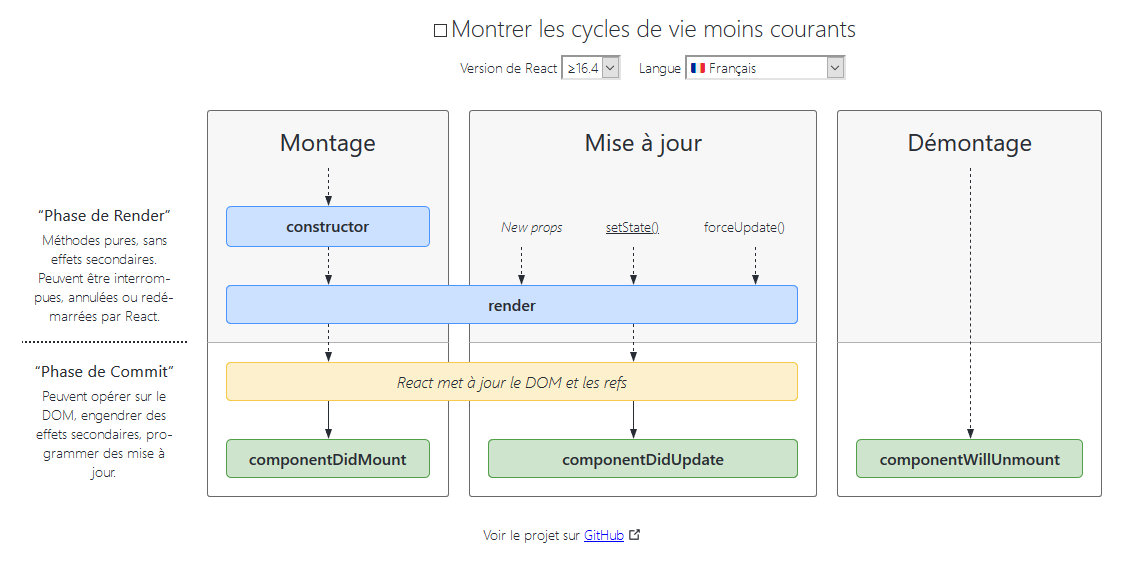 Montrer les cycles de vie moins courants
Version de React ≥16.4 Langue Français
Montage
Mise à jour
Démontage
“Phase de Render”
Méthodes pures, sans
effets secondaires.
Peuvent être interrom-
pues, annulées ou redé-
marrées par React.
constructor
New props
setState()
forceUpdate()
render
“Phase de Commit”
Peuvent opérer sur le
DOM, engendrer des
effets secondaires, pro-
grammer des mise à
jour.
React met à jour le DOM et les refs
componentDidMount
componentDidUpdate
componentWillUnmount
Voir le projet sur GitHub